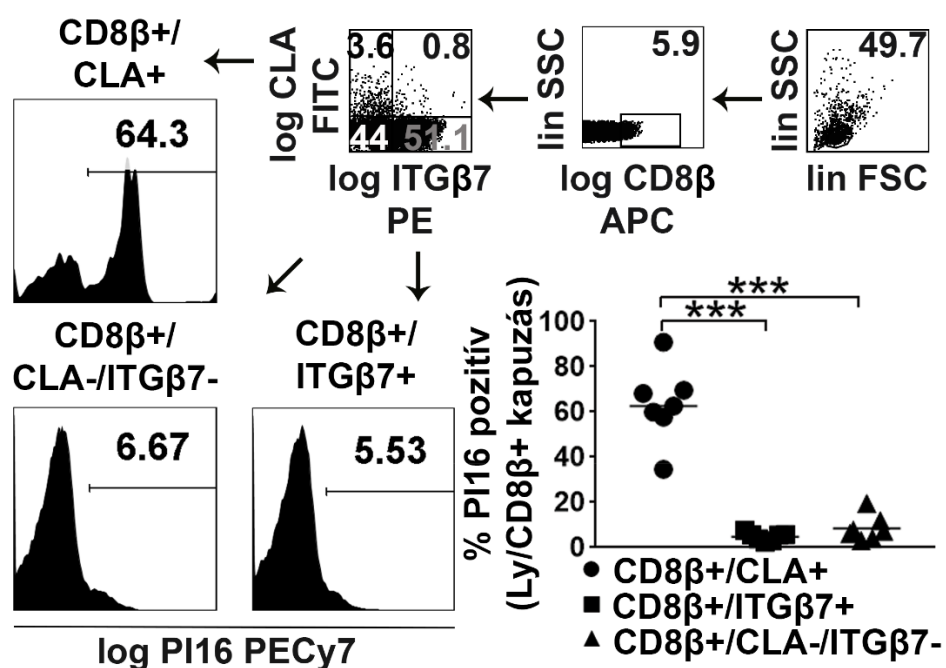 CD8β+/
CLA+
64.3
log CLA
FITC
3.6
0.8
44
51.1
log ITGβ7
PE
lin SSC
5.9
log CD8β
APC
lin SSC
49.7
lin FSC
CD8β+/
CLA-/ITGβ7-
6.67
CD8β+/
ITGβ7+
5.53
log PI16 PECy7
% PI16 pozitív
(Ly/CD8β+ kapuzás)
***
***
100
80
60
40
20
0
CD8β+/CLA+
CD8β+/ITGβ7+
CD8β+/CLA-/ITGβ7-